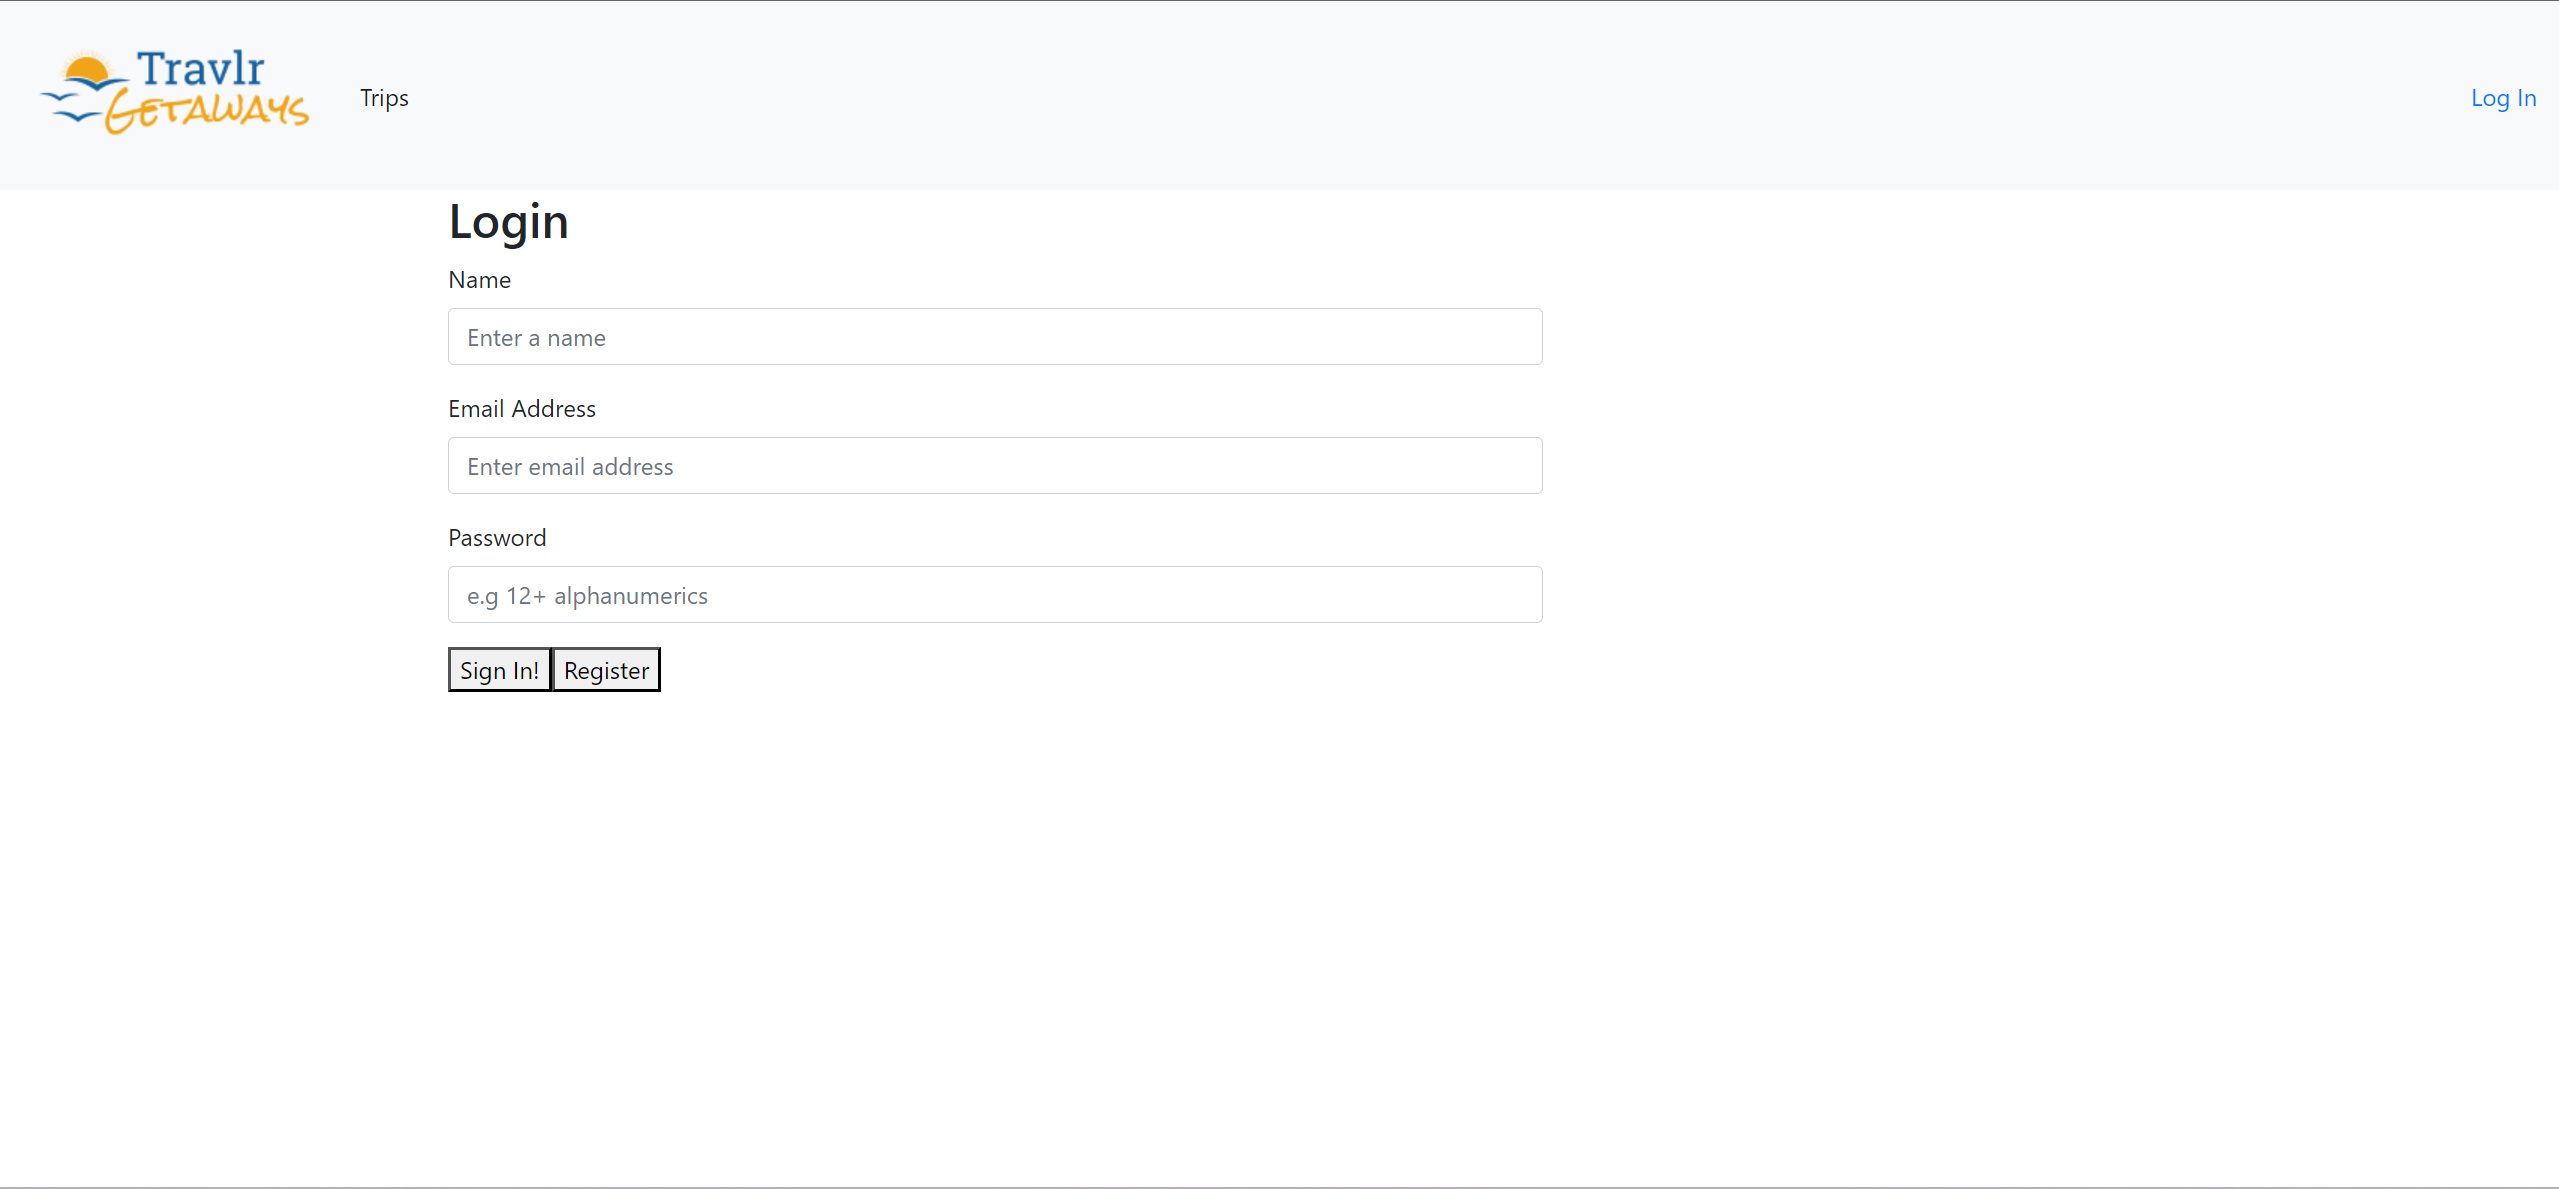 Travlr
Getaways
Trips
Log In
Login
Name
Enter a name
Email Address
Enter email address
Password
e.g 12+ alphanumerics
Sign In! Register